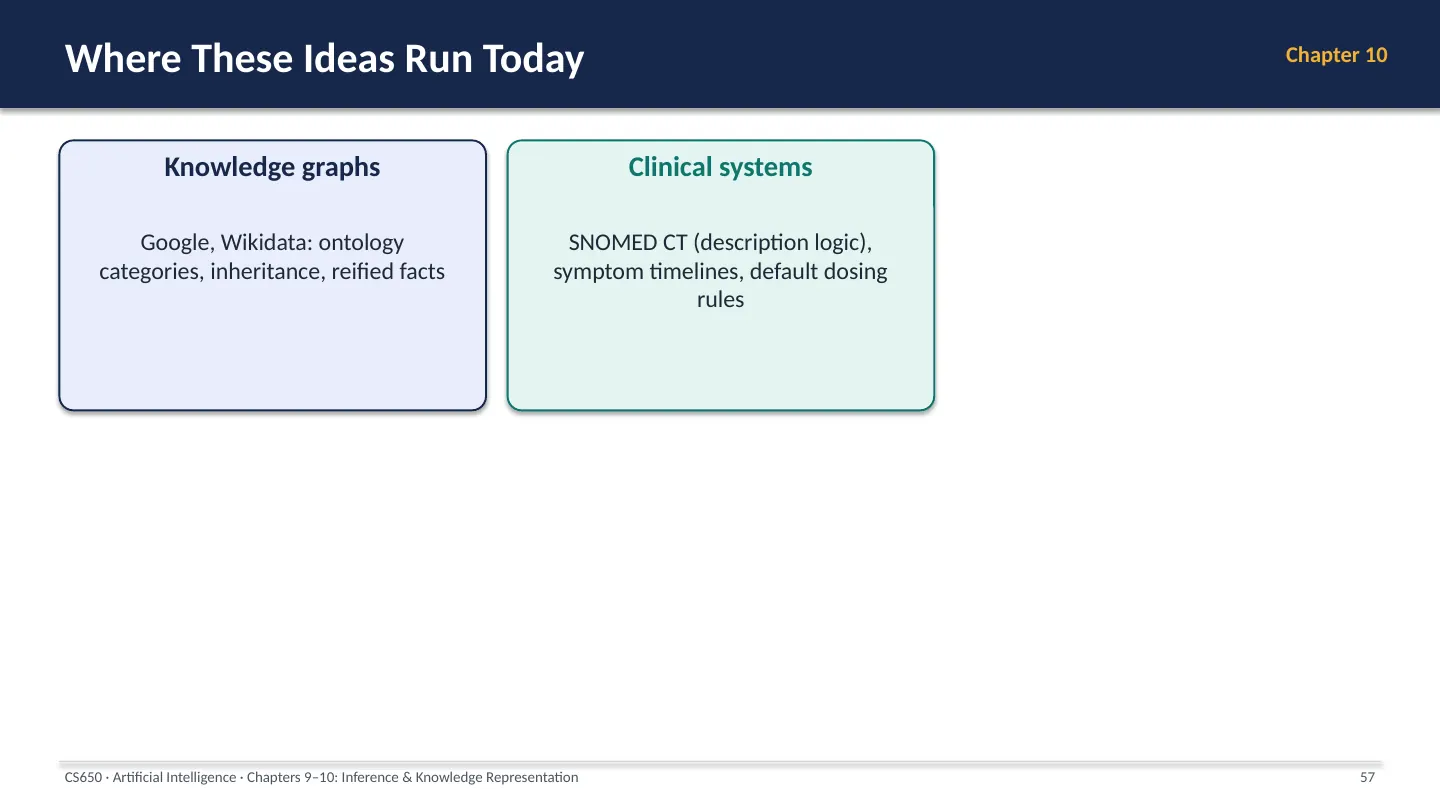 Where These Ideas Run Today
Chapter 10
Knowledge graphs
Google, Wikidata: ontology
categories, inheritance, reified facts
Clinical systems
SNOMED CT (description logic),
symptom timelines, default dosing
rules
CS650 · Artificial Intelligence · Chapters 9–10: Inference & Knowledge Representation
57